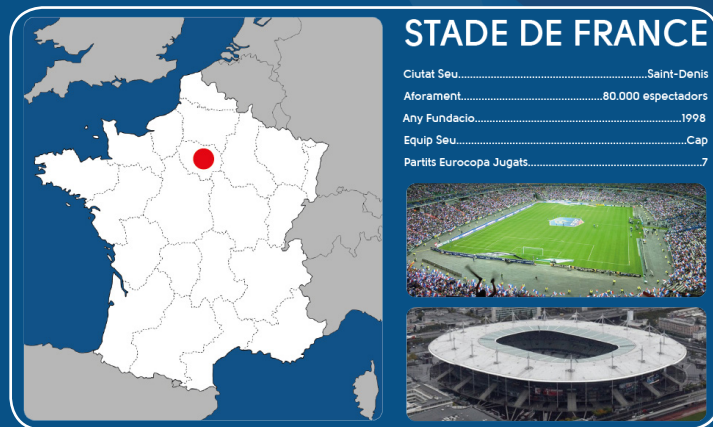 STADE DE FRANCE
Ciutat Seu............................................................Saint-Denis
Aforament.............................................80.000 espectadors
Any Fundacio...................................................................1998
Equip Seu..........................................................................Cap
Partits Eurocopa Jugats.......................................................7